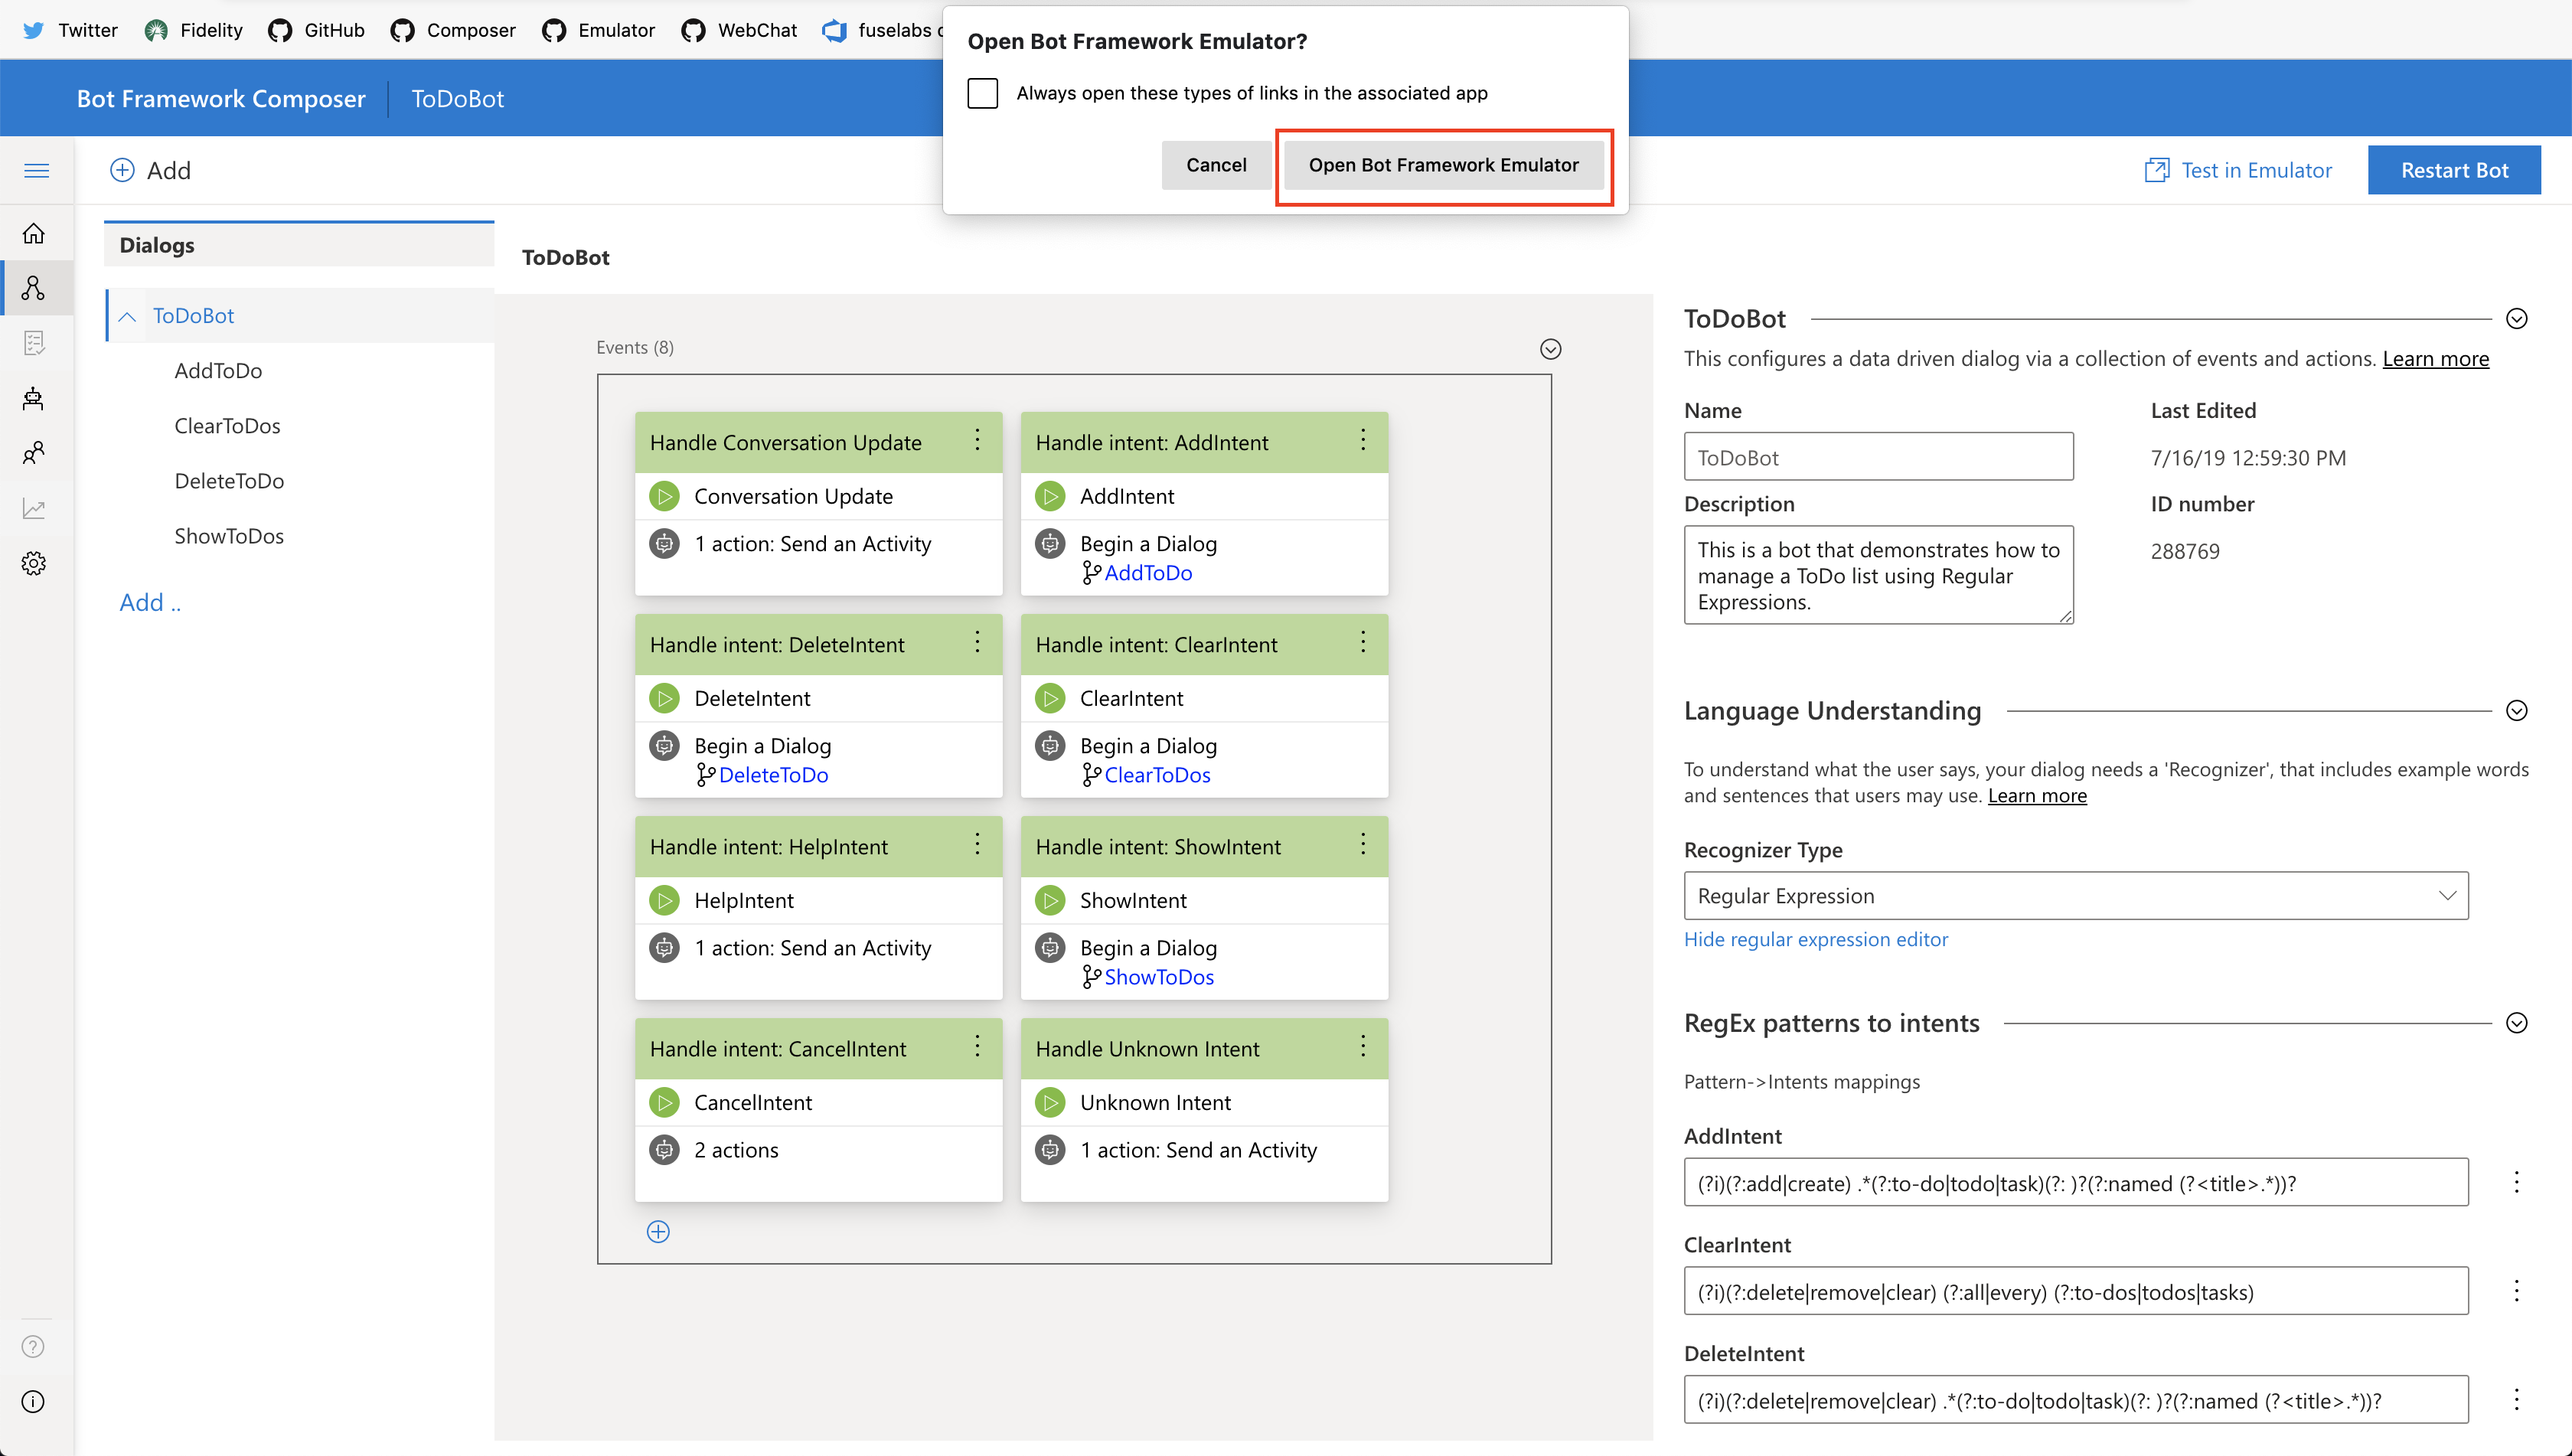 Twitter
Fidelity
GitHub
Composer
Emulator
WebChat
fuselabs
Open Bot Framework Emulator?
Always open these types of links in the associated app
Cancel
Open Bot Framework Emulator
Bot Framework Composer
ToDoBot
Add
Test in Emulator
Restart Bot
Dialogs
ToDoBot
AddToDo
ClearToDos
DeleteToDo
ShowToDos
Add ..
ToDoBot
Events (8)
Handle Conversation Update
Conversation Update
1 action: Send an Activity
Handle intent: AddIntent
AddIntent
Begin a Dialog
AddToDo
Handle intent: DeleteIntent
DeleteIntent
Begin a Dialog
DeleteToDo
Handle intent: ClearIntent
ClearIntent
Begin a Dialog
ClearToDos
Handle intent: HelpIntent
HelpIntent
1 action: Send an Activity
Handle intent: ShowIntent
ShowIntent
Begin a Dialog
ShowToDos
Handle intent: CancelIntent
CancelIntent
2 actions
Handle Unknown Intent
Unknown Intent
1 action: Send an Activity
ToDoBot
This configures a data driven dialog via a collection of events and actions. Learn more
Name
ToDoBot
Last Edited
7/16/19 12:59:30 PM
Description
This is a bot that demonstrates how to
manage a ToDo list using Regular
Expressions.
ID number
288769
Language Understanding
To understand what the user says, your dialog needs a 'Recognizer', that includes example words
and sentences that users may use. Learn more
Recognizer Type
Regular Expression
Hide regular expression editor
RegEx patterns to intents
Pattern->Intents mappings
AddIntent
(?i)(?:add|create) .*(?:to-do|todo|task)(?: )?(?:named (?<title>.*))?
ClearIntent
(?i)(?:delete|remove|clear) (?:all|every) (?:to-dos|todos|tasks)
DeleteIntent
(?i)(?:delete|remove|clear) .*(?:to-do|todo|task)(?: )?(?:named (?<title>.*))?